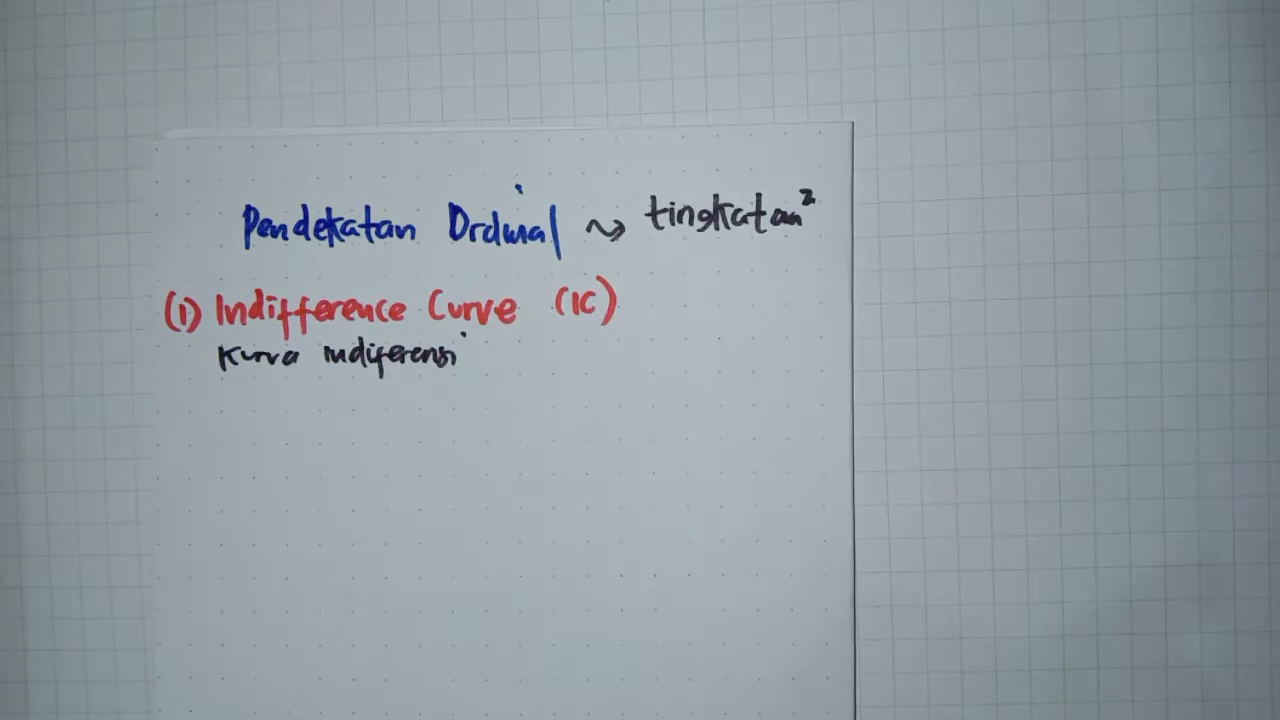 Pendekatan Ordinal ⤳ tingkatan²
(1) Indifference Curve (IC)
Kurva indiferensi